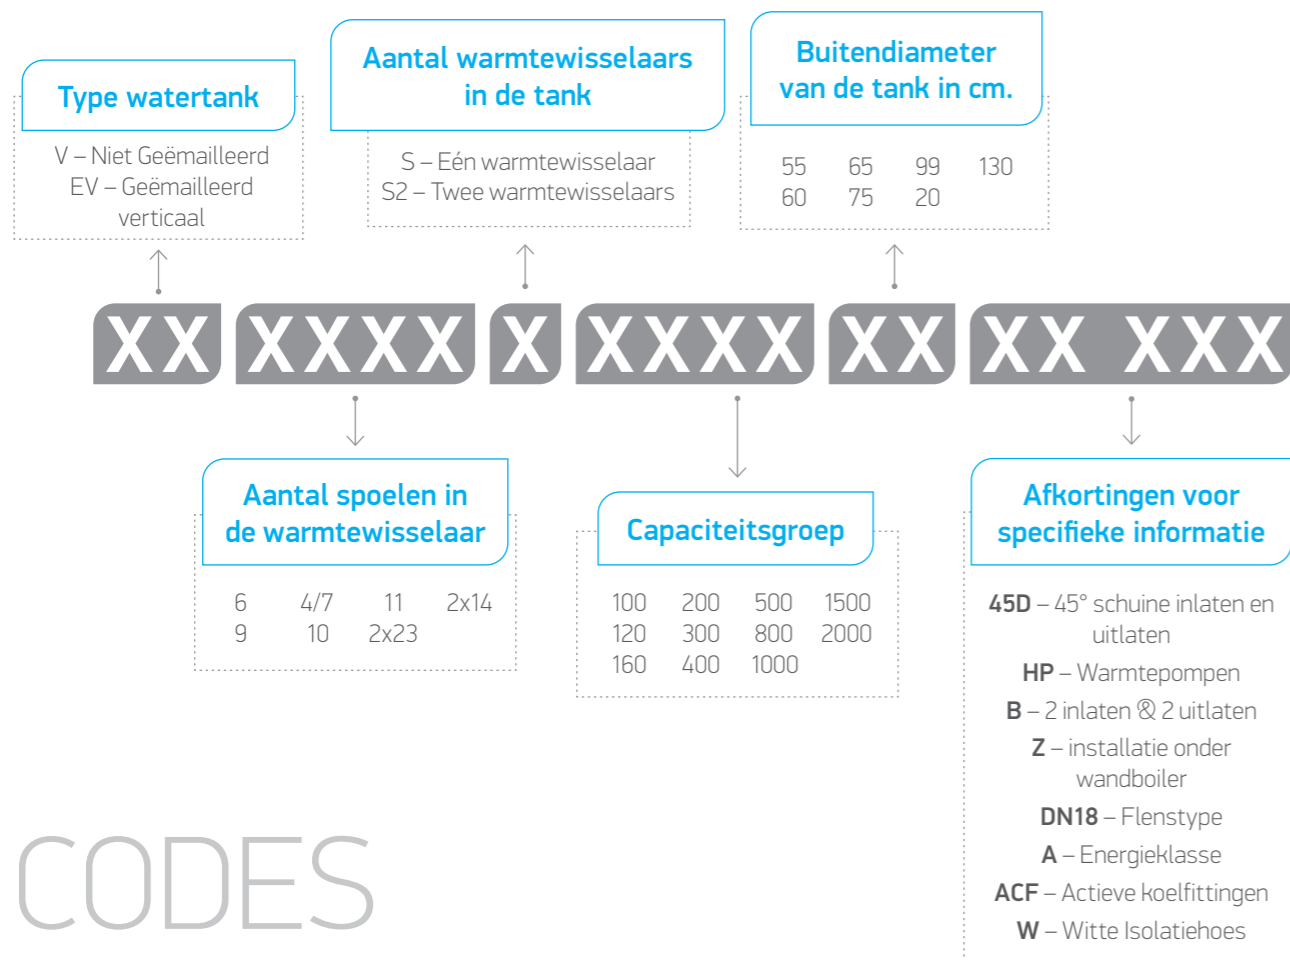 Type watertank
V – Niet Geëmailleerd
EV – Geëmailleerd
verticaal
Aantal warmtewisselaars
in de tank
S – Eén warmtewisselaar
S2 – Twee warmtewisselaars
Buitendiameter
van de tank in cm.
55 65 99 130
60 75 20
XX XXXX X XXXX XX XX XXX
Aantal spoelen in
de warmtewisselaar
6 4/7 11 2x14
9 10 2x23
Capaciteitsgroep
100 200 500 1500
120 300 800 2000
160 400 1000
Afkortingen voor
specifieke informatie
45D – 45° schuine inlaten en
uitlaten
HP – Warmtepompen
B – 2 inlaten & 2 uitlaten
Z – installatie onder
wandboiler
DN18 – Flenstype
A – Energieklasse
ACF – Actieve koelfittingen
W – Witte Isolatiehoes
CODES